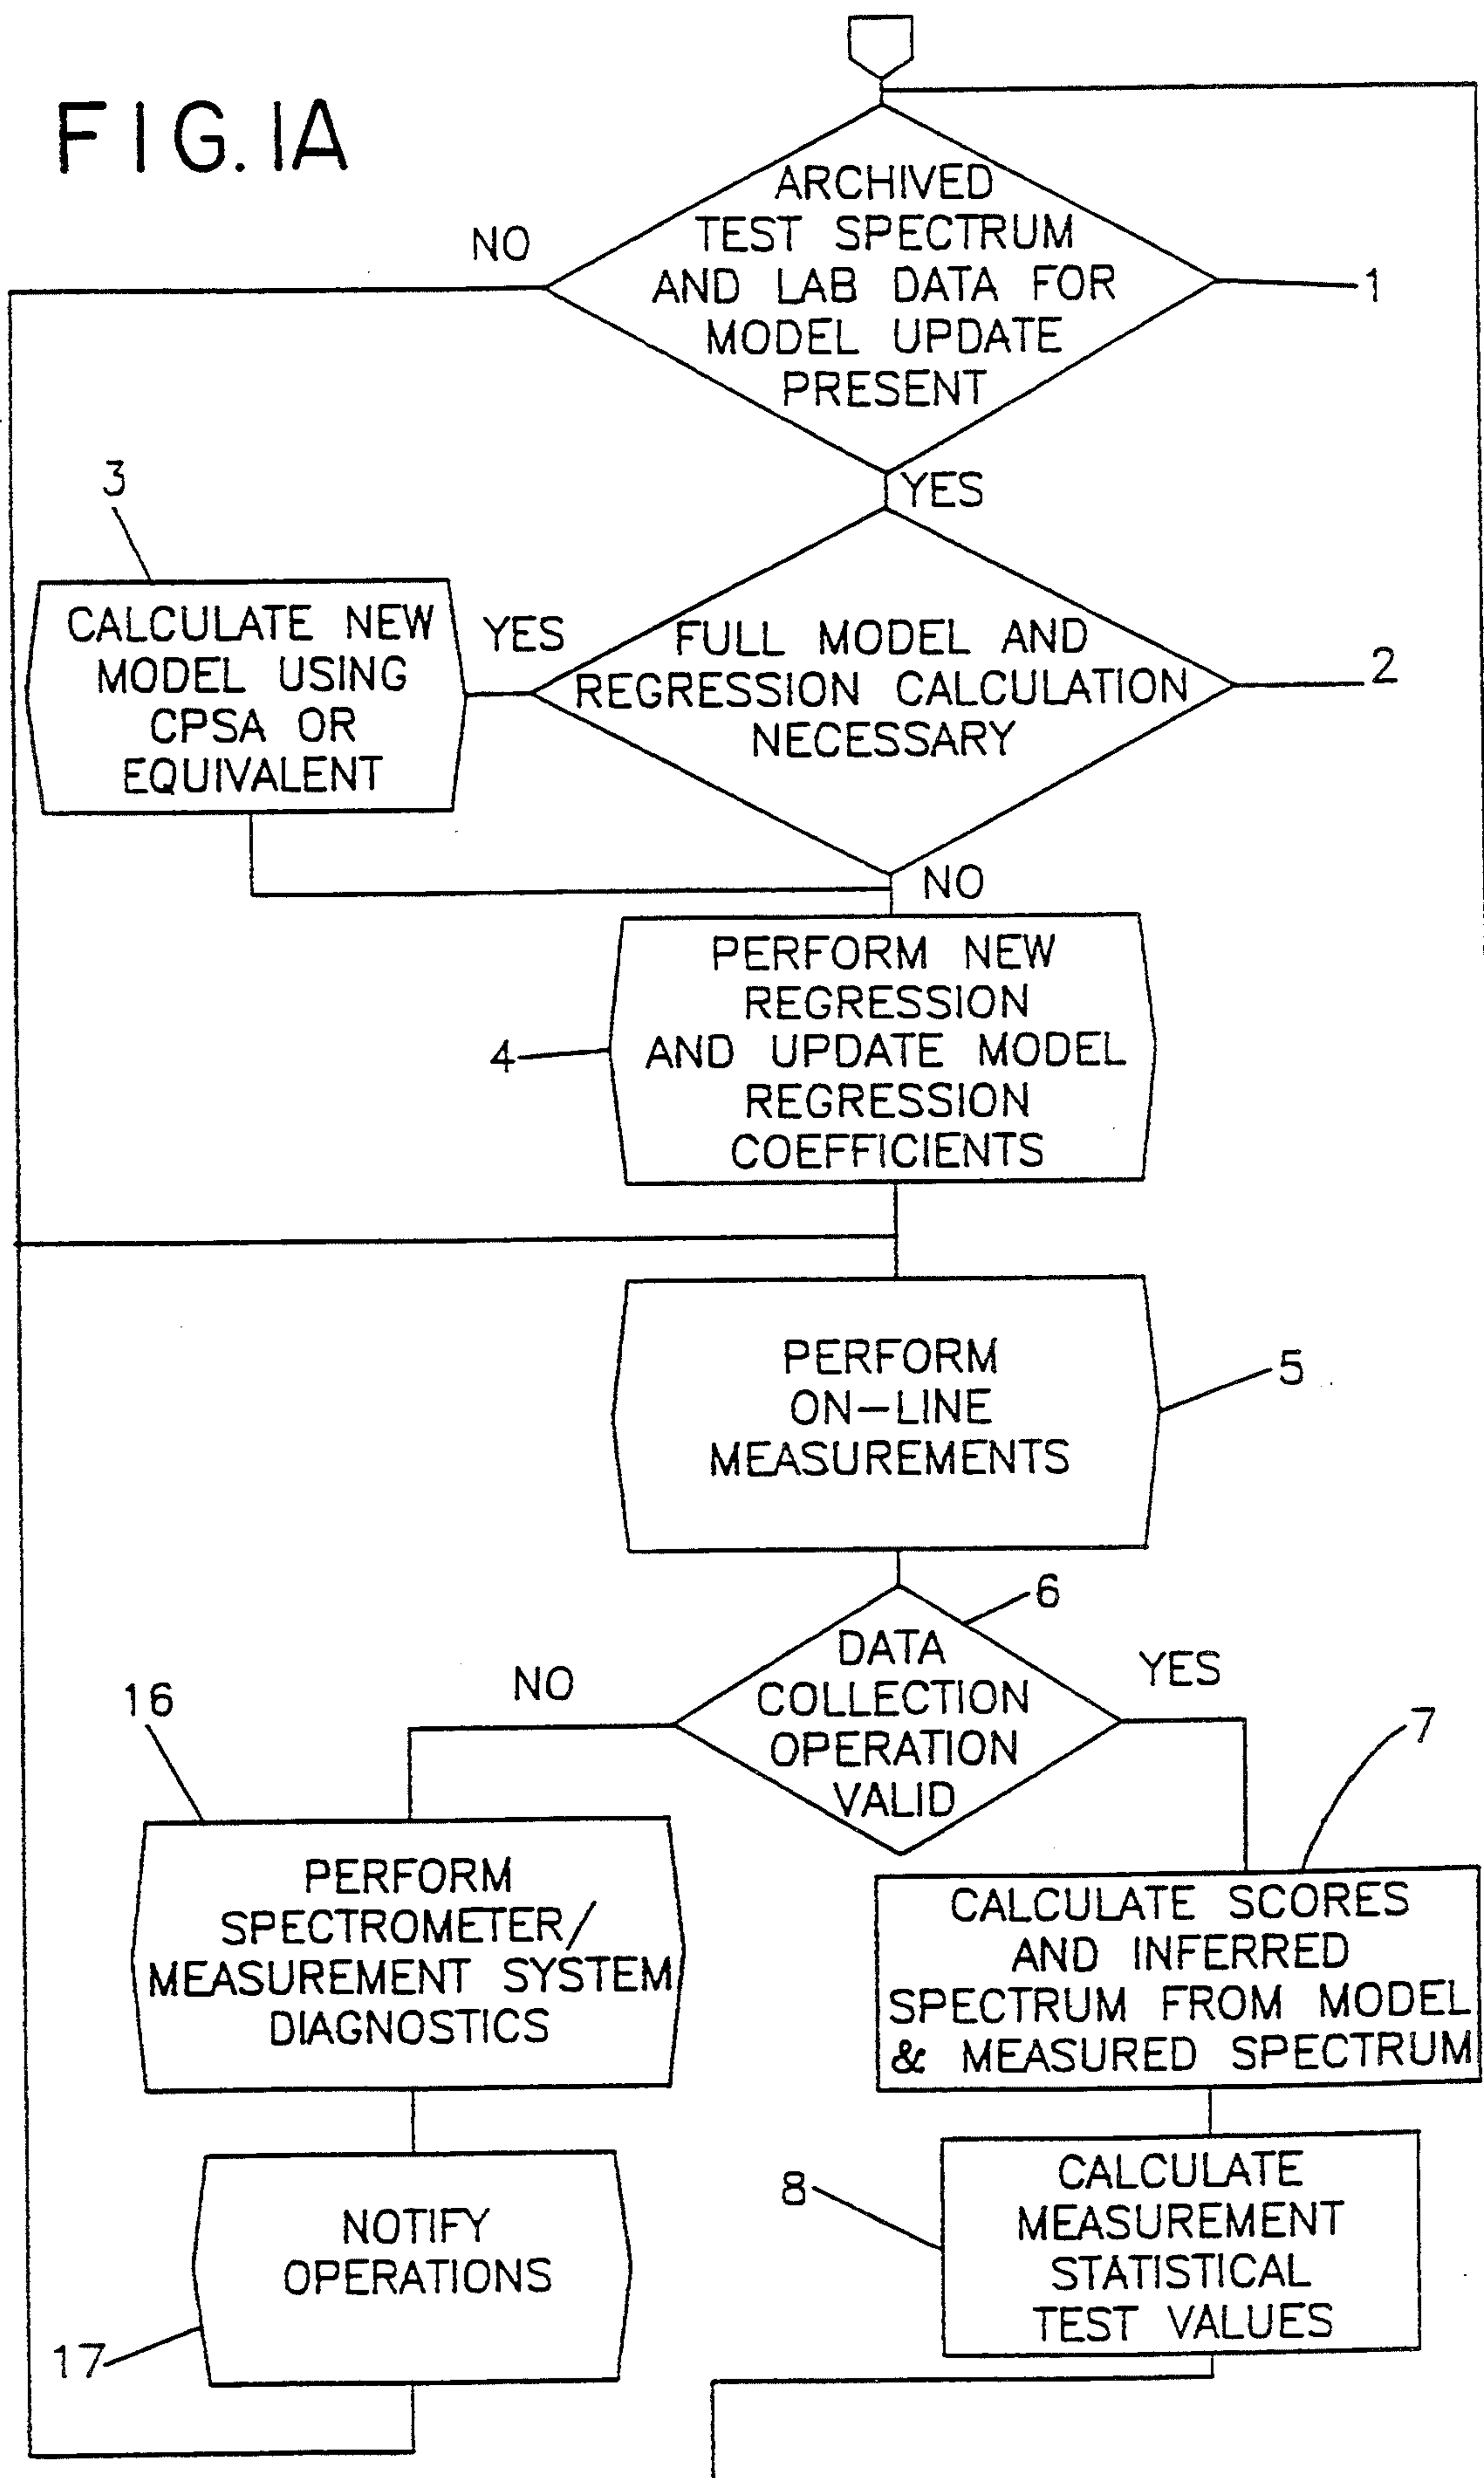 FIG. 1A
ARCHIVED
TEST SPECTRUM
AND LAB DATA FOR
MODEL UPDATE
PRESENT
NO
1
YES
3
CALCULATE NEW
MODEL USING
CPSA OR
EQUIVALENT
YES
FULL MODEL AND
REGRESSION CALCULATION
NECESSARY
2
NO
PERFORM NEW
REGRESSION
AND UPDATE MODEL
REGRESSION
COEFFICIENTS
4
PERFORM
ON-LINE
MEASUREMENTS
5
6
DATA
COLLECTION
OPERATION
VALID
NO
YES
16
7
PERFORM
SPECTROMETER/
MEASUREMENT SYSTEM
DIAGNOSTICS
CALCULATE SCORES
AND INFERRED
SPECTRUM FROM MODEL
& MEASURED SPECTRUM
NOTIFY
OPERATIONS
17
8
CALCULATE
MEASUREMENT
STATISTICAL
TEST VALUES